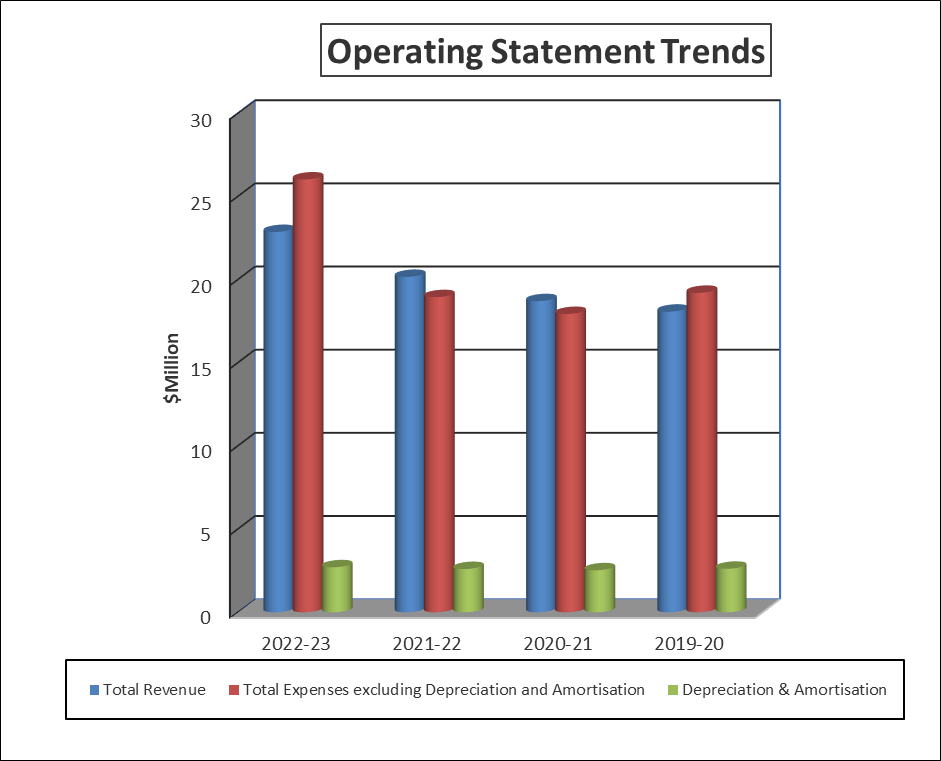 Operating Statement Trends
$Million
30
25
20
15
10
5
0
2022-23 2021-22 2020-21 2019-20
Total Revenue Total Expenses excluding Depreciation and Amortisation Depreciation & Amortisation